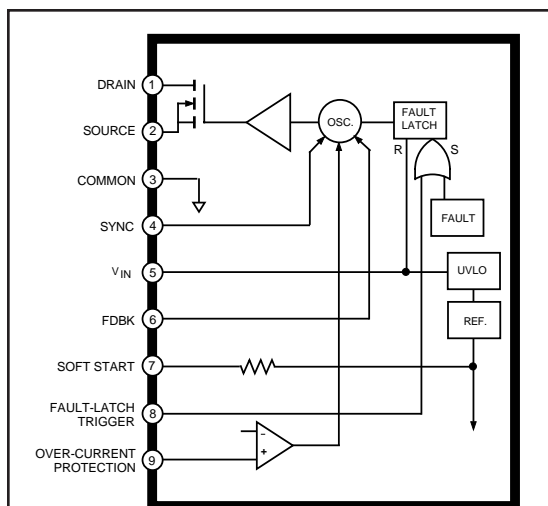 DRAIN 1
SOURCE 2
COMMON 3
SYNC 4
VIN 5
FDBK 6
SOFT START 7
FAULT-LATCH
TRIGGER 8
OVER-CURRENT
PROTECTION 9
OSC.
FAULT
LATCH
R S
FAULT
UVLO
REF.
-
+